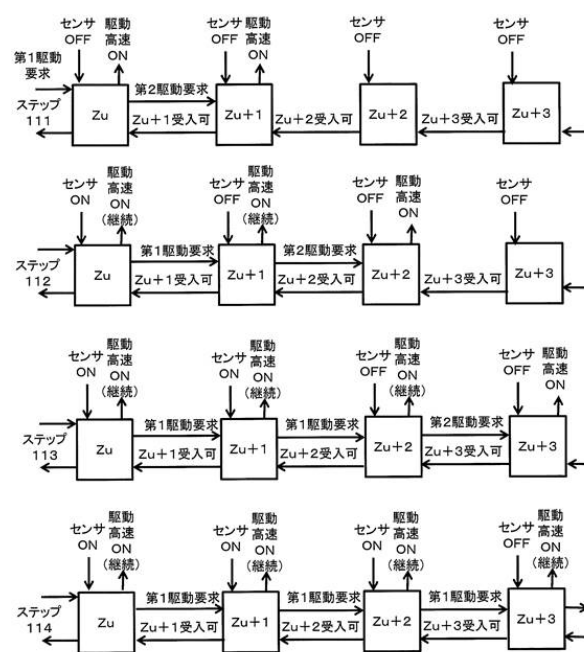 センサ
OFF
駆動
高速
ON
センサ
OFF
駆動
高速
ON
センサ
OFF
センサ
OFF
第1駆動
要求
ステップ
111
Zu
第2駆動要求
Zu+1受入可
Zu+1
Zu+2受入可
Zu+2
Zu+3受入可
Zu+3
センサ
ON
駆動
高速
ON
(継続)
センサ
OFF
駆動
高速
ON
(継続)
センサ
OFF
駆動
高速
ON
センサ
OFF
ステップ
112
Zu
第1駆動要求
Zu+1受入可
Zu+1
第2駆動要求
Zu+2受入可
Zu+2
Zu+3受入可
Zu+3
センサ
ON
駆動
高速
ON
(継続)
センサ
ON
駆動
高速
ON
(継続)
センサ
OFF
駆動
高速
ON
(継続)
センサ
OFF
駆動
高速
ON
ステップ
113
Zu
第1駆動要求
Zu+1受入可
Zu+1
第1駆動要求
Zu+2受入可
Zu+2
第2駆動要求
Zu+3受入可
Zu+3
センサ
ON
駆動
高速
ON
(継続)
センサ
ON
駆動
高速
ON
(継続)
センサ
ON
駆動
高速
ON
(継続)
センサ
OFF
駆動
高速
ON
(継続)
ステップ
114
Zu
第1駆動要求
Zu+1受入可
Zu+1
第1駆動要求
Zu+2受入可
Zu+2
第1駆動要求
Zu+3受入可
Zu+3